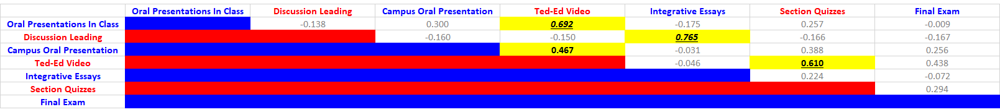 Oral Presentations In Class Discussion Leading Campus Oral Presentation Ted-Ed Video Integrative Essays Section Quizzes Final Exam
Oral Presentations In Class -0.138 0.300 0.692 -0.175 0.257 -0.009
Discussion Leading -0.160 -0.150 0.765 -0.166 -0.167
Campus Oral Presentation 0.467 -0.031 0.388 0.256
Ted-Ed Video -0.046 0.610 0.438
Integrative Essays 0.224 -0.072
Section Quizzes 0.294
Final Exam